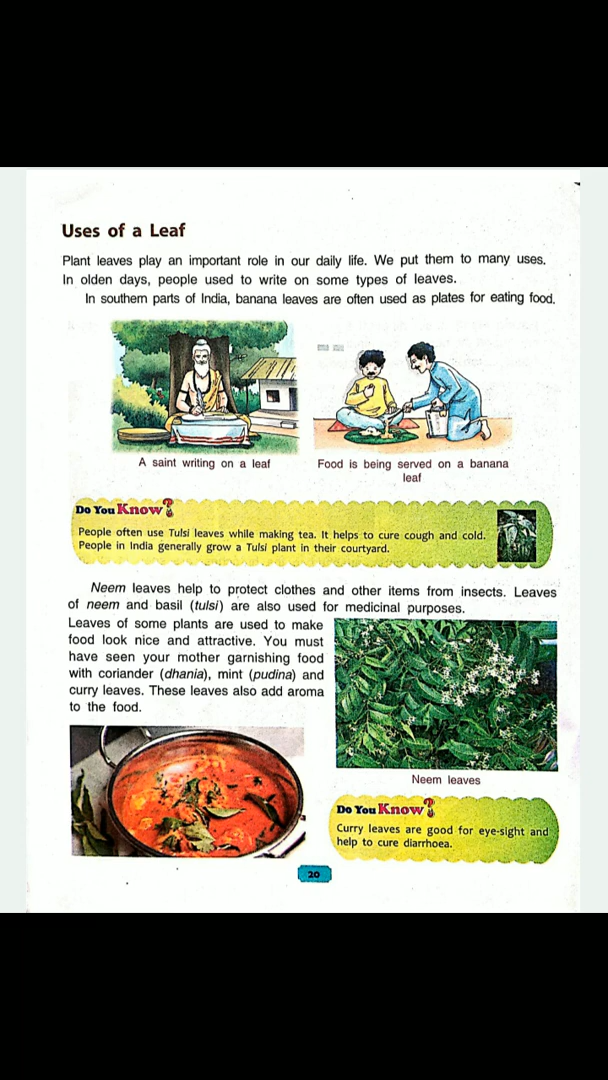 Uses of a Leaf
Plant leaves play an important role in our daily life. We put them to many uses.
In olden days, people used to write on some types of leaves.
In southern parts of India, banana leaves are often used as plates for eating food.
A saint writing on a leaf
Food is being served on a banana
leaf
Do You Know?
People often use Tulsi leaves while making tea. It helps to cure cough and cold.
People in India generally grow a Tulsi plant in their courtyard.
Neem leaves help to protect clothes and other items from insects. Leaves
of neem and basil (tulsi) are also used for medicinal purposes.
Leaves of some plants are used to make
food look nice and attractive. You must
have seen your mother garnishing food
with coriander (dhania), mint (pudina) and
curry leaves. These leaves also add aroma
to the food.
Neem leaves
Do You Know?
Curry leaves are good for eye-sight and
help to cure diarrhoea.
20